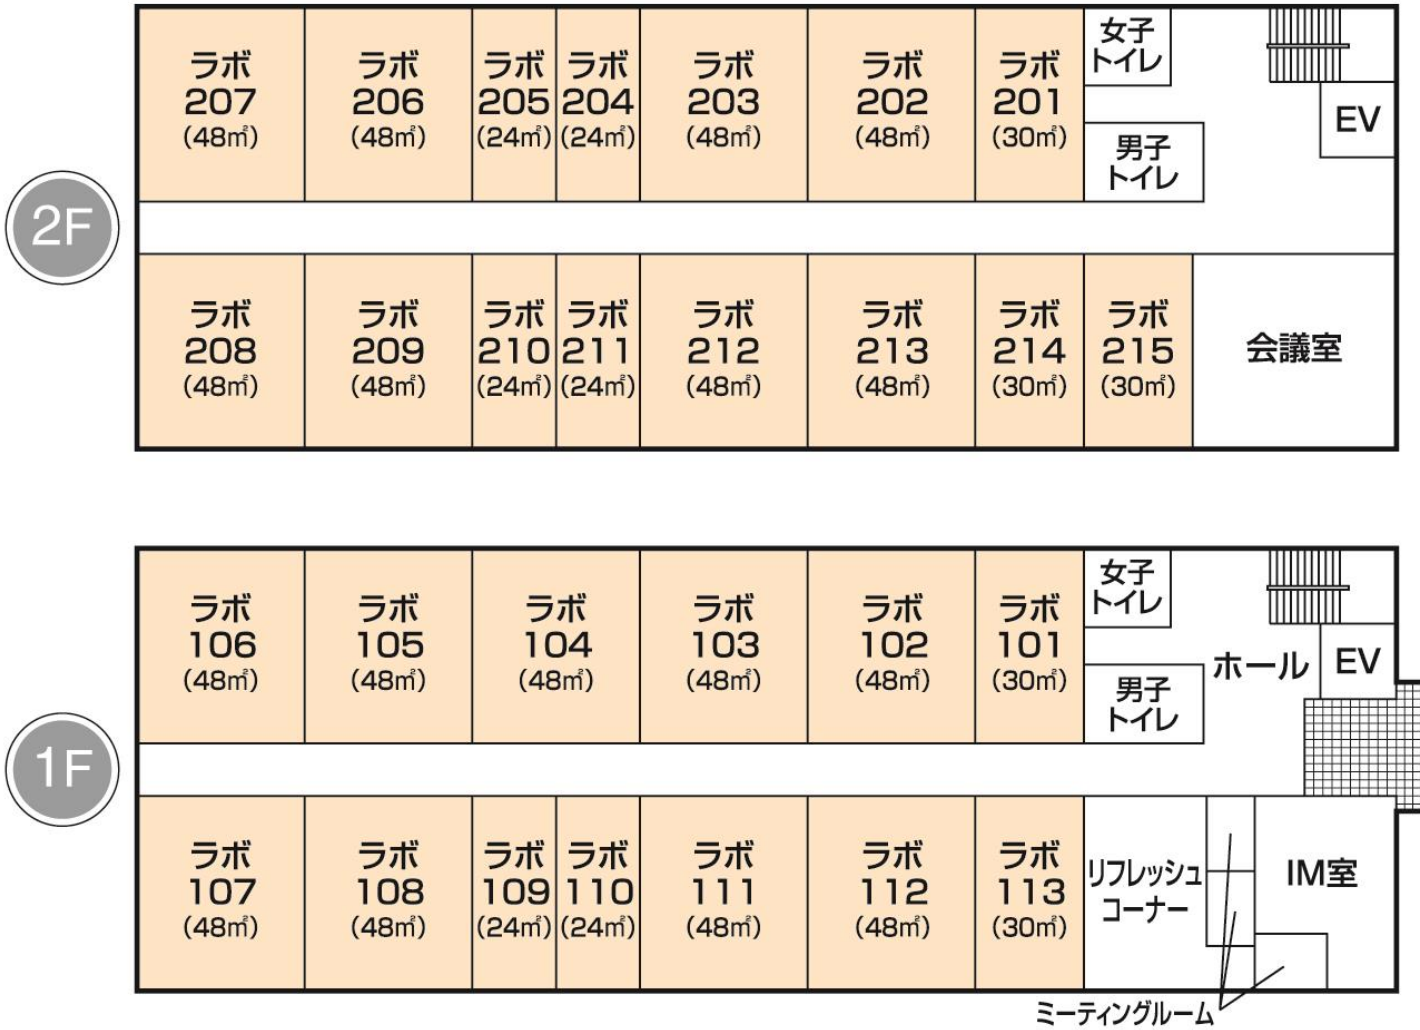 2F
ラボ
207
(48㎡)
ラボ
206
(48㎡)
ラボ
205
(24㎡)
ラボ
204
(24㎡)
ラボ
203
(48㎡)
ラボ
202
(48㎡)
ラボ
201
(30㎡)
女子
トイレ
男子
トイレ
EV
ラボ
208
(48㎡)
ラボ
209
(48㎡)
ラボ
210
(24㎡)
ラボ
211
(24㎡)
ラボ
212
(48㎡)
ラボ
213
(48㎡)
ラボ
214
(30㎡)
ラボ
215
(30㎡)
会議室
1F
ラボ
106
(48㎡)
ラボ
105
(48㎡)
ラボ
104
(48㎡)
ラボ
103
(48㎡)
ラボ
102
(48㎡)
ラボ
101
(30㎡)
女子
トイレ
男子
トイレ
ホール
EV
ラボ
107
(48㎡)
ラボ
108
(48㎡)
ラボ
109
(24㎡)
ラボ
110
(24㎡)
ラボ
111
(48㎡)
ラボ
112
(48㎡)
ラボ
113
(30㎡)
リフレッシュ
コーナー
IM室
ミーティングルーム